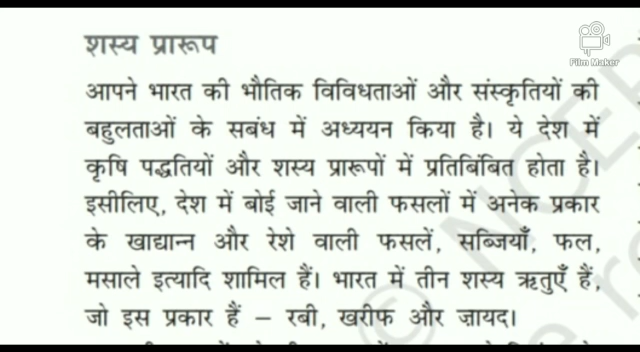 शस्य प्रारूप
Film Maker
आपने भारत की भौतिक विविधताओं और संस्कृतियों की
बहुलताओं के सबंध में अध्ययन किया है। ये देश में
कृषि पद्धतियों और शस्य प्रारूपों में प्रतिबिंबित होता है।
इसीलिए, देश में बोई जाने वाली फसलों में अनेक प्रकार
के खाद्यान्न और रेशे वाली फसलें, सब्जियाँ, फल,
मसाले इत्यादि शामिल हैं। भारत में तीन शस्य ऋतुएँ हैं,
जो इस प्रकार हैं – रबी, खरीफ और ज़ायद।